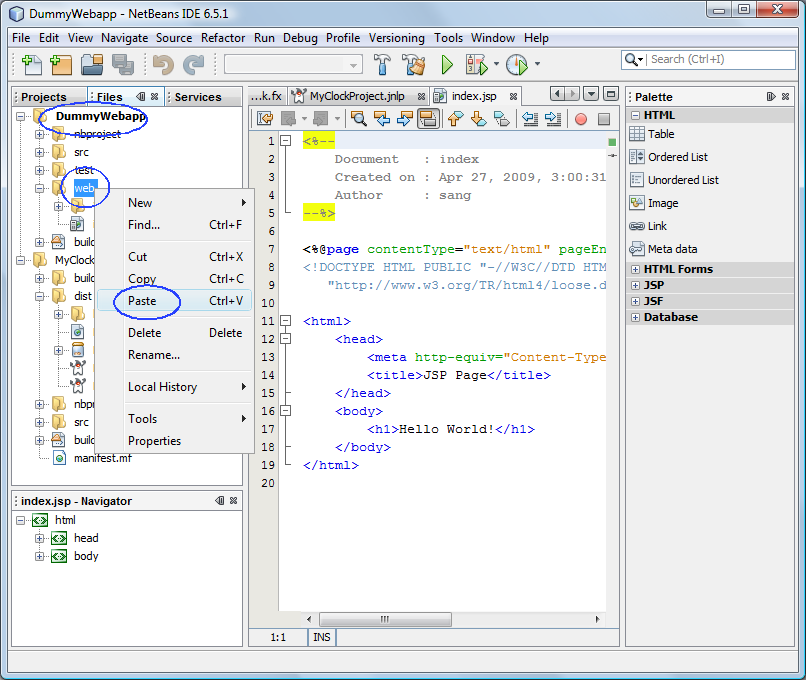 DummyWebapp - NetBeans IDE 6.5.1
File Edit View Navigate Source Refactor Run Debug Profile Versioning Tools Window Help
Search (Ctrl+I)
Projects Files Services
DummyWebapp
nbproject
src
test
web
build
MyClock
build
dist
nbpr
src
build
manifest.mf
New
Find... Ctrl+F
Cut Ctrl+X
Copy Ctrl+C
Paste Ctrl+V
Delete Delete
Rename...
Local History
Tools
Properties
index.jsp - Navigator
html
head
body
...k.fx MyClockProject.jnlp index.jsp
1 <%--
2 Document : index
3 Created on : Apr 27, 2009, 3:00:31
4 Author : sang
5 --%>
6
7 <%@page contentType="text/html" pageEn
8 <!DOCTYPE HTML PUBLIC "-//W3C//DTD HTM
9 "http://www.w3.org/TR/html4/loose.d
10
11 <html>
12 <head>
13 <meta http-equiv="Content-Type
14 <title>JSP Page</title>
15 </head>
16 <body>
17 <h1>Hello World!</h1>
18 </body>
19 </html>
20
1:1 INS
Palette
HTML
Table
Ordered List
Unordered List
Image
Link
Meta data
HTML Forms
JSP
JSF
Database